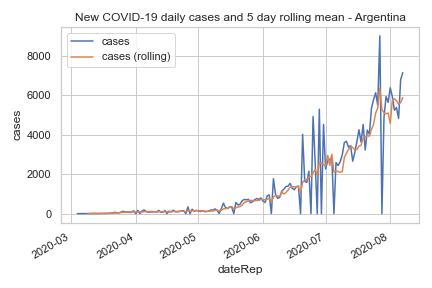 New COVID-19 daily cases and 5 day rolling mean - Argentina
cases
cases (rolling)
8000
6000
4000
2000
0
cases
2020-03
2020-04
2020-05
2020-06
2020-07
2020-08
dateRep